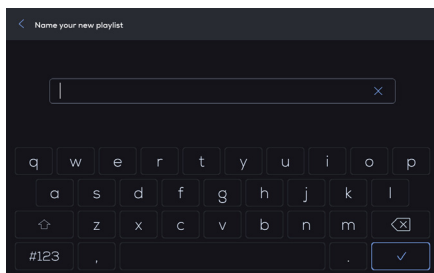 Name your new playlist
q w e r t y u i o p
a s d f g h j k l
z x c v b n m
#123 , .